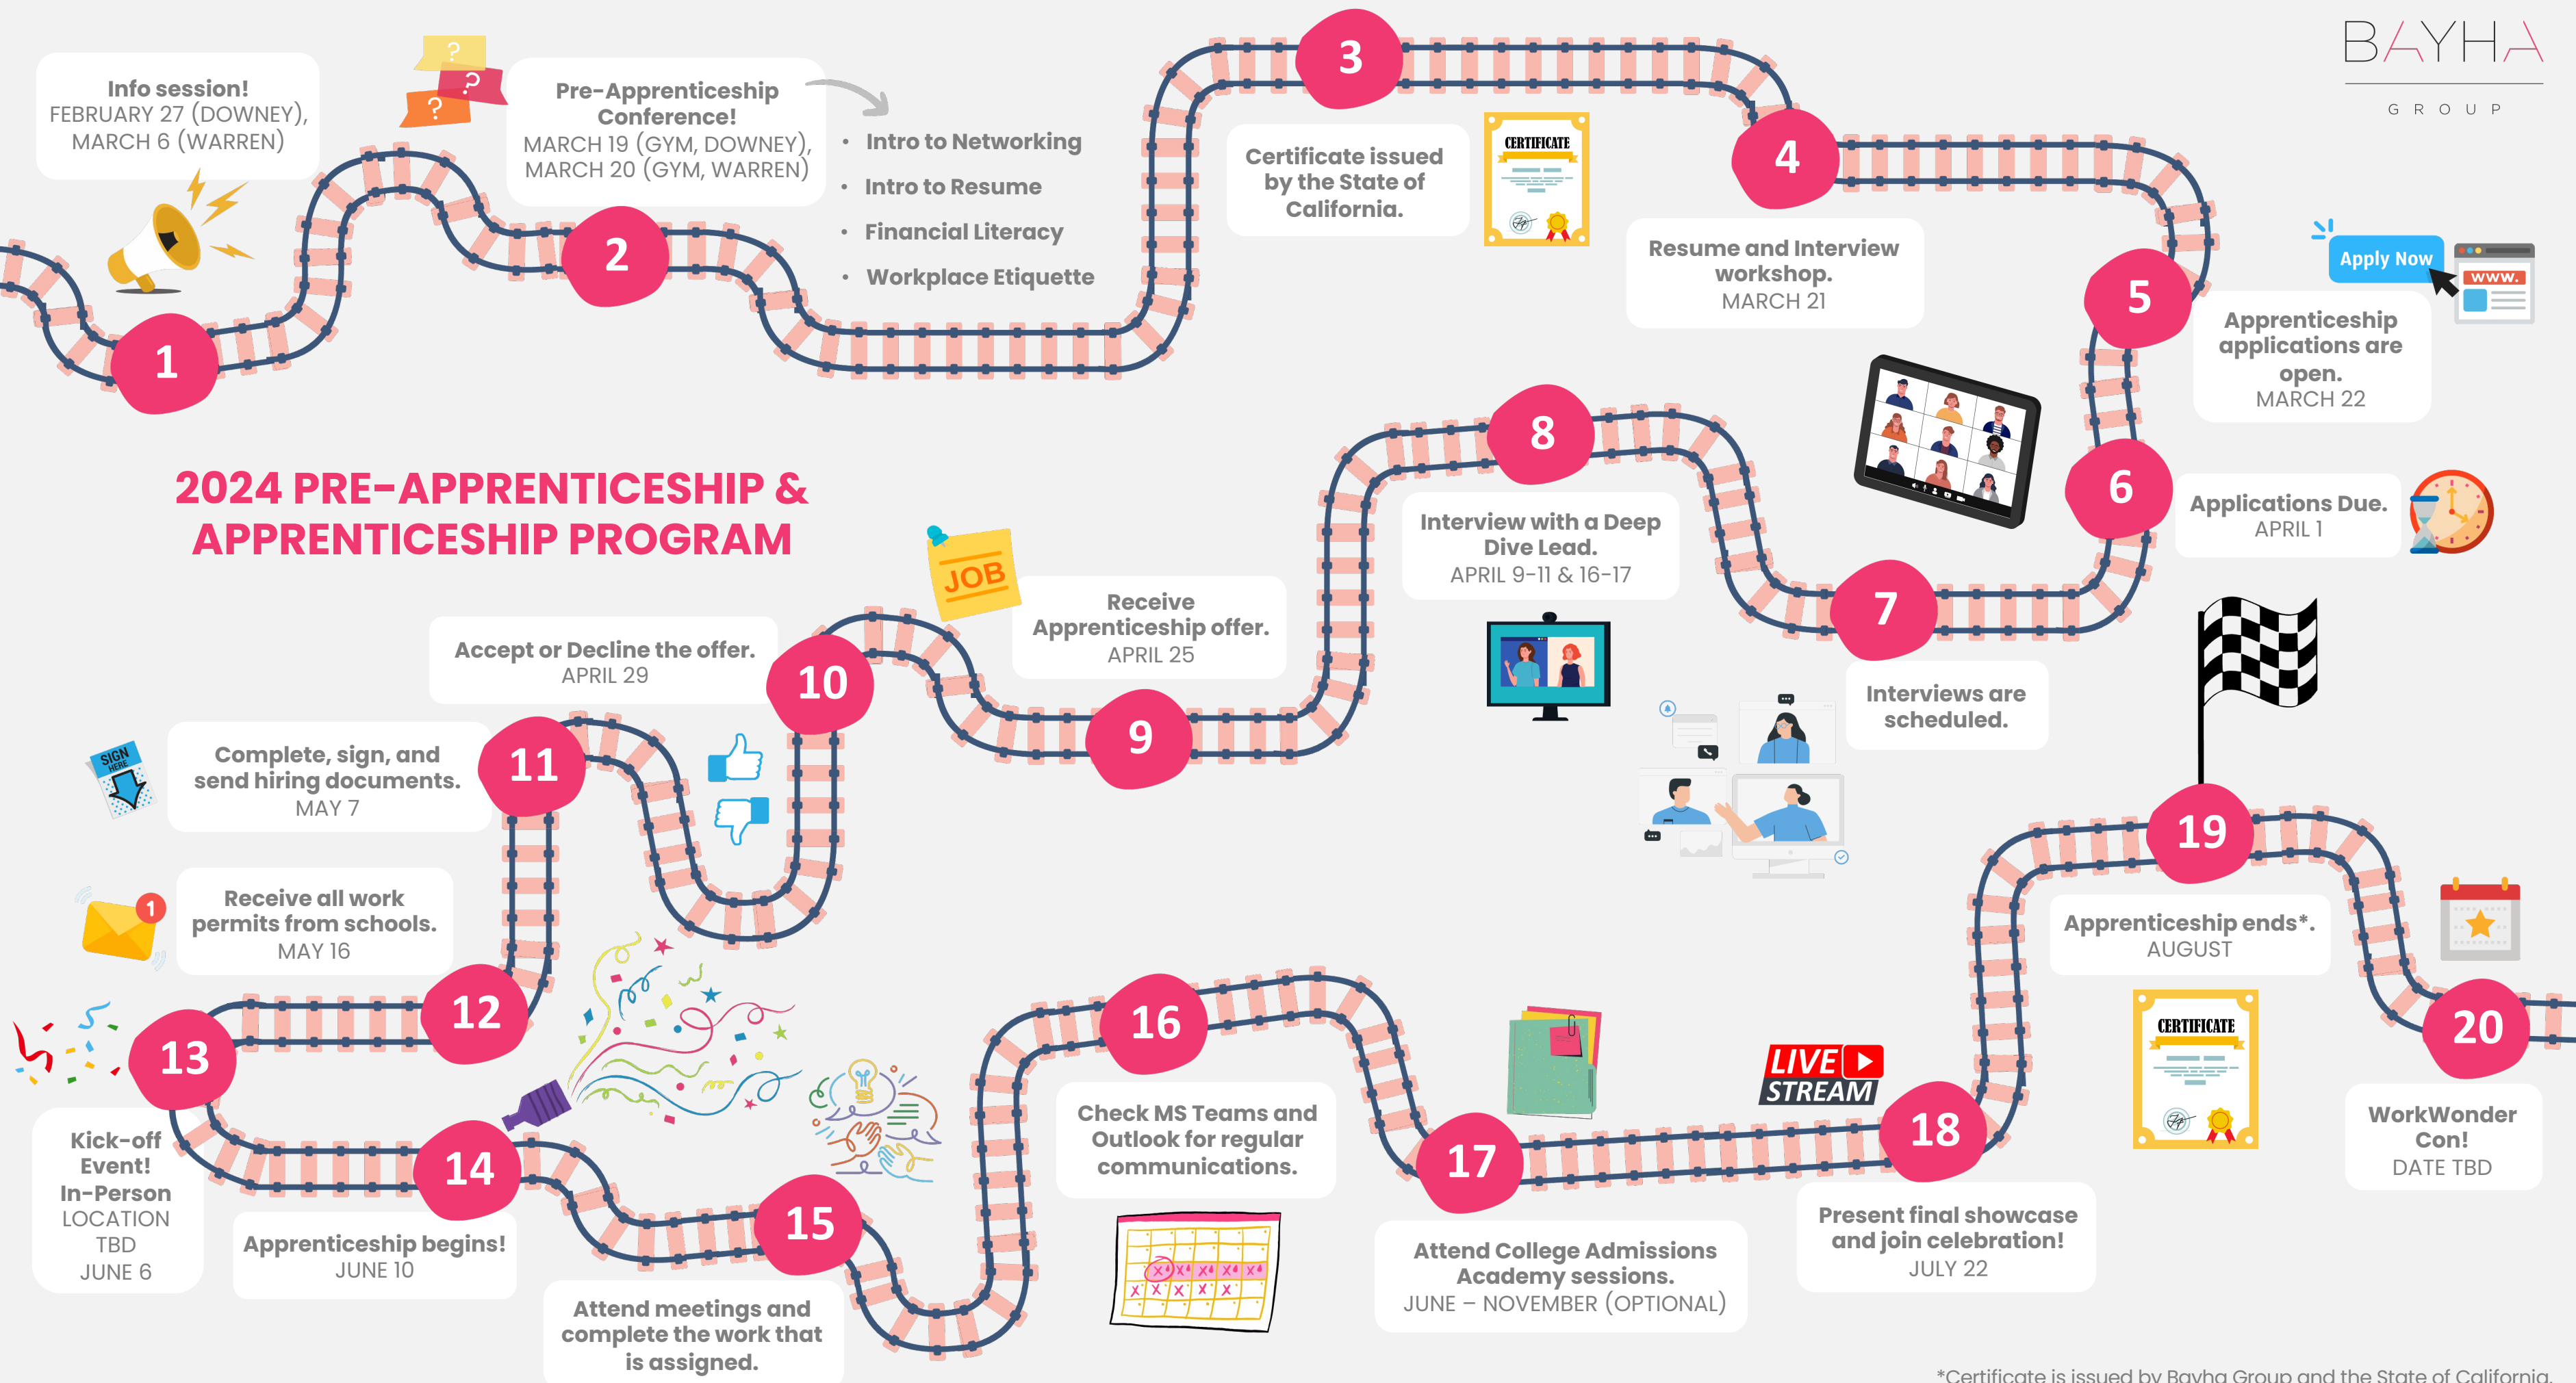 BAYHA
GROUP
Info session!
FEBRUARY 27 (DOWNEY),
MARCH 6 (WARREN)
1
?
?
?
Pre-Apprenticeship
Conference!
MARCH 19 (GYM, DOWNEY),
MARCH 20 (GYM, WARREN)
2
• Intro to Networking
• Intro to Resume
• Financial Literacy
• Workplace Etiquette
3
Certificate issued
by the State of
California.
CERTIFICATE
4
Resume and Interview
workshop.
MARCH 21
5
Apply Now
www.
Apprenticeship
applications are
open.
MARCH 22
6
Applications Due.
APRIL 1
7
Interviews are
scheduled.
8
Interview with a Deep
Dive Lead.
APRIL 9-11 & 16-17
2024 PRE-APPRENTICESHIP &
APPRENTICESHIP PROGRAM
JOB
Receive
Apprenticeship offer.
APRIL 25
9
Accept or Decline the offer.
APRIL 29
10
SIGN
HERE
Complete, sign, and
send hiring documents.
MAY 7
11
1
Receive all work
permits from schools.
MAY 16
12
13
Kick-off
Event!
In-Person
LOCATION
TBD
JUNE 6
14
Apprenticeship begins!
JUNE 10
15
Attend meetings and
complete the work that
is assigned.
16
Check MS Teams and
Outlook for regular
communications.
X X X X X
X X X X X
17
Attend College Admissions
Academy sessions.
JUNE – NOVEMBER (OPTIONAL)
LIVE
STREAM
18
Present final showcase
and join celebration!
JULY 22
19
Apprenticeship ends*.
AUGUST
CERTIFICATE
20
WorkWonder
Con!
DATE TBD
*Certificate is issued by Bayha Group and the State of California.